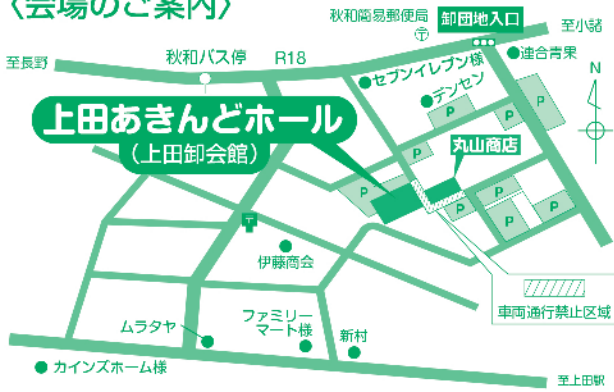 〈会場のご案内〉
秋和簡易郵便局
〒
卸団地入口
至小諸
至長野
秋和バス停
R18
セブンイレブン様
連合青果
デンセン
N
上田あきんどホール
(上田卸会館)
丸山商店
P
P
P
P
P
P
P
P
〒
伊藤商会
車両通行禁止区域
ムラタヤ
ファミリー
マート様
新村
カインズホーム様
至上田駅